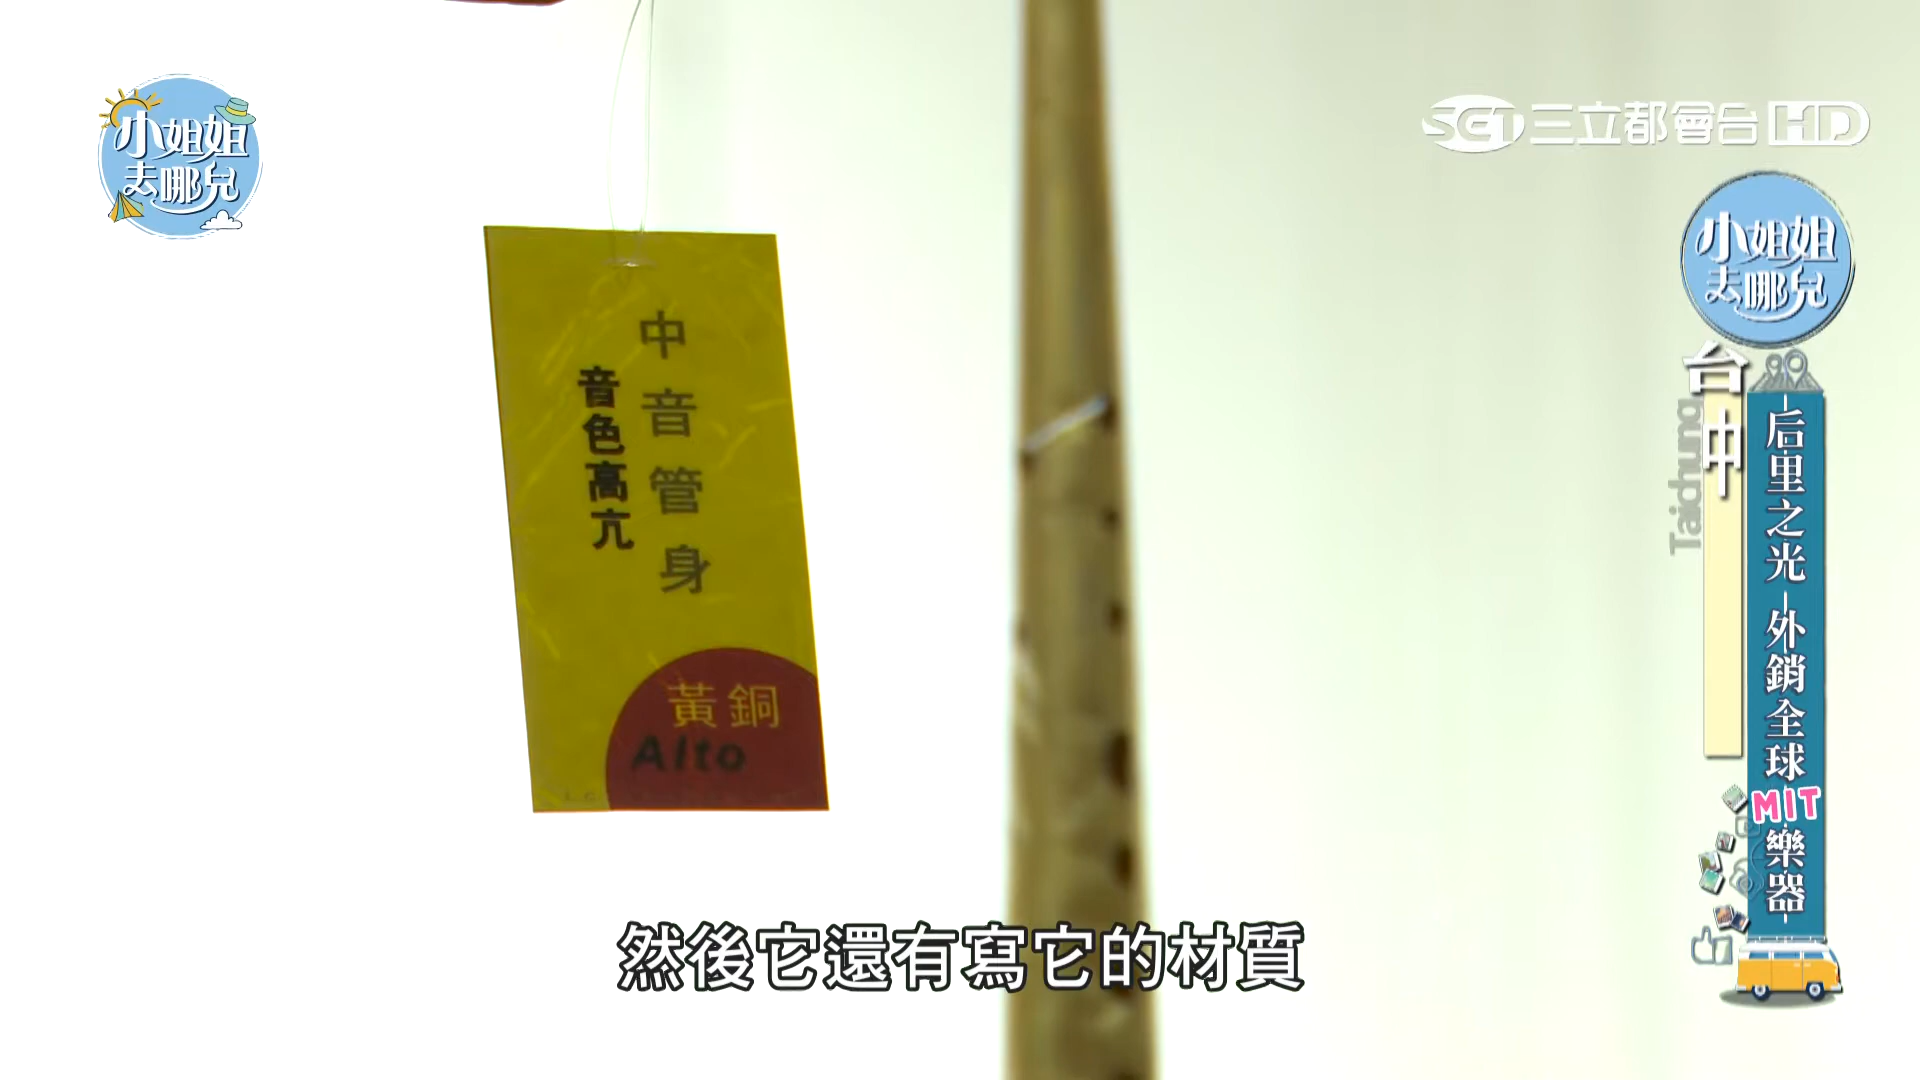 小姐姐
去哪兒
SET三立都會台HD
小姐姐
去哪兒
台中
Taichung
后里之光 外銷全球MIT樂器
中音管身
音色高亢
黃銅
Alto
然後它還有寫它的材質